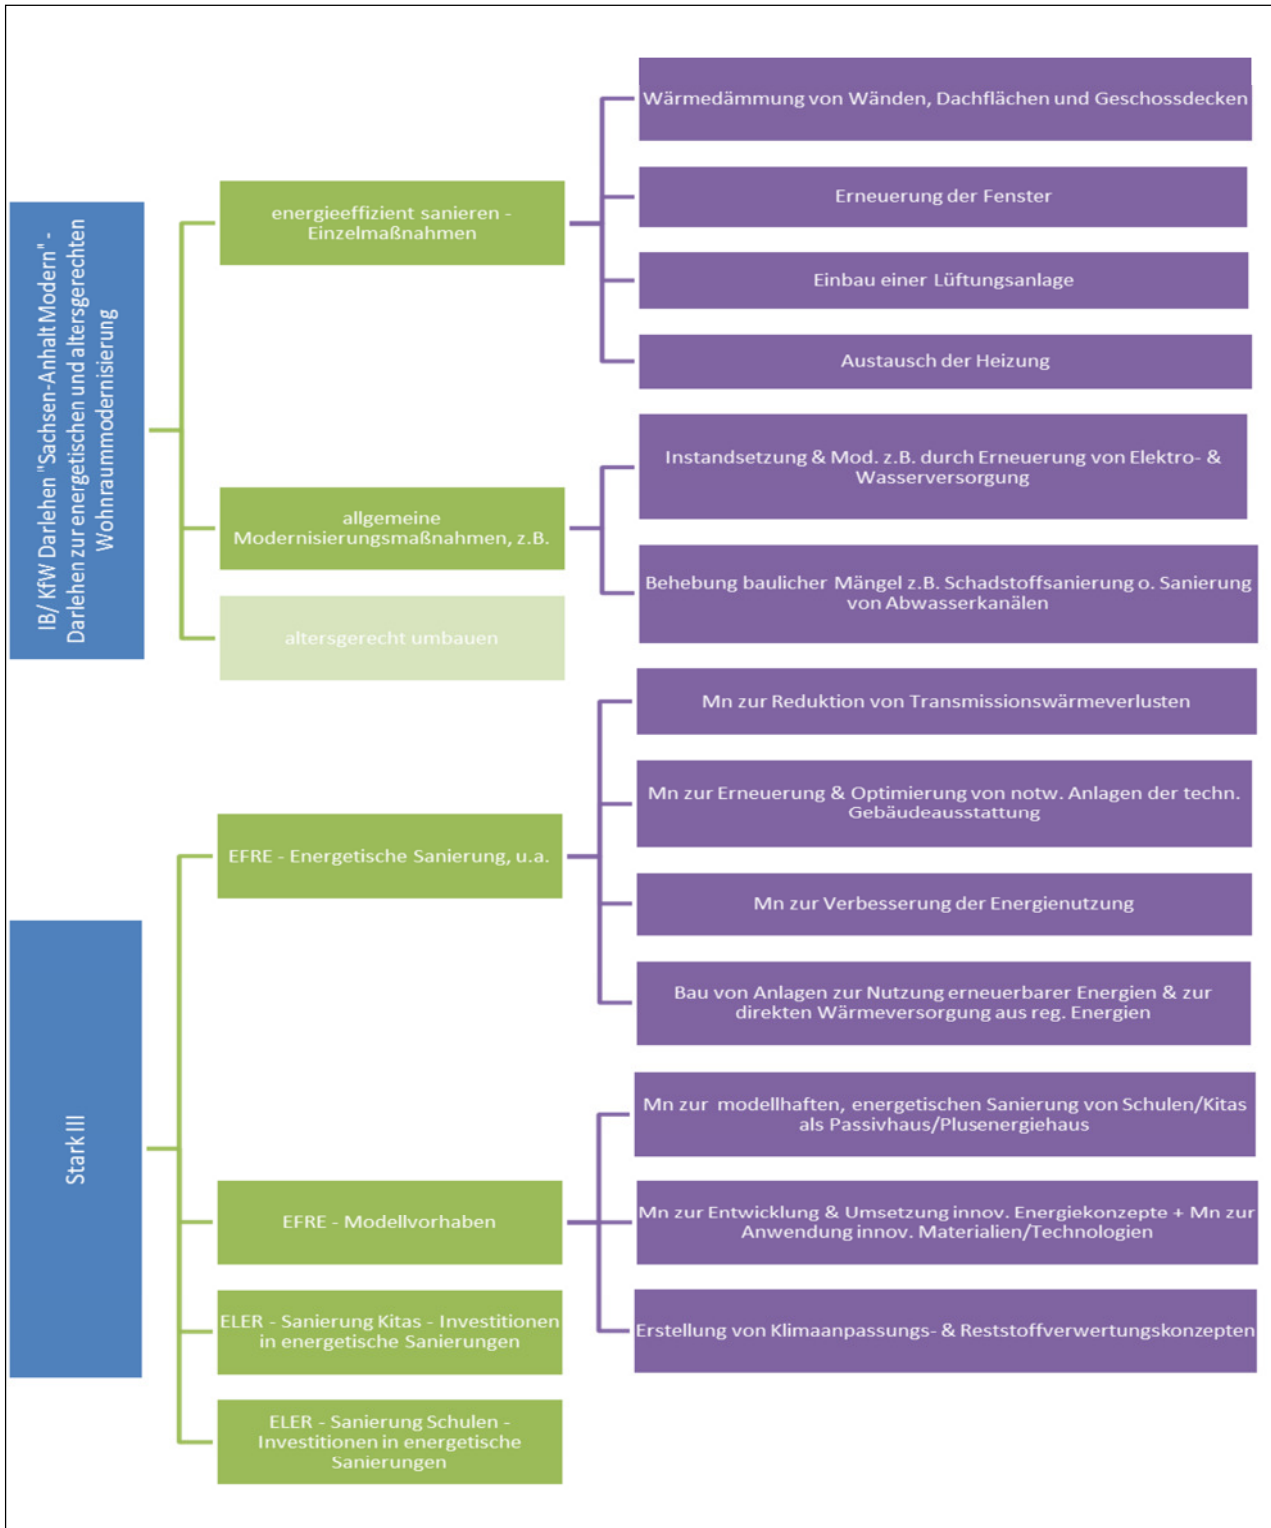 IB/ KfW Darlehen "Sachsen-Anhalt Modern" -
Darlehen zur energetischen und altersgerechten
Wohnraummodernisierung
energieeffizient sanieren -
Einzelmaßnahmen
Wärmedämmung von Wänden, Dachflächen und Geschossdecken
Erneuerung der Fenster
Einbau einer Lüftungsanlage
Austausch der Heizung
allgemeine
Modernisierungsmaßnahmen, z.B.
Instandsetzung & Mod. z.B. durch Erneuerung von Elektro- &
Wasserversorgung
Behebung baulicher Mängel z.B. Schadstoffsanierung o. Sanierung
von Abwasserkanälen
altersgerecht umbauen
Stark III
EFRE - Energetische Sanierung, u.a.
Mn zur Reduktion von Transmissionswärmeverlusten
Mn zur Erneuerung & Optimierung von notw. Anlagen der techn.
Gebäudeausstattung
Mn zur Verbesserung der Energienutzung
Bau von Anlagen zur Nutzung erneuerbarer Energien & zur
direkten Wärmeversorgung aus reg. Energien
EFRE - Modellvorhaben
Mn zur modellhaften, energetischen Sanierung von Schulen/Kitas
als Passivhaus/Plusenergiehaus
Mn zur Entwicklung & Umsetzung innov. Energiekonzepte + Mn zur
Anwendung innov. Materialien/Technologien
Erstellung von Klimaanpassungs- & Reststoffverwertungskonzepten
ELER - Sanierung Kitas - Investitionen
in energetische Sanierungen
ELER - Sanierung Schulen -
Investitionen in energetische
Sanierungen